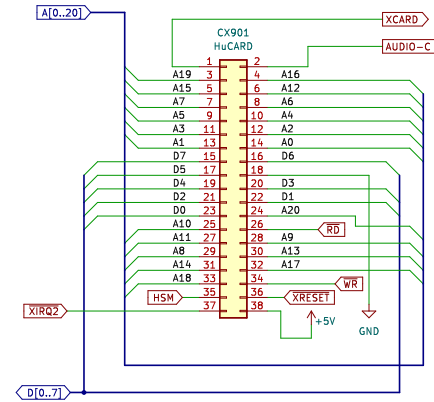 A[0..20]
XCARD
CX901
HuCARD
AUDIO-C
1 2
A19 3 4 A16
A15 5 6 A12
A7 7 8 A6
A5 9 10 A4
A3 11 12 A2
A1 13 14 A0
D7 15 16 D6
D5 17 18
D4 19 20 D3
D2 21 22 D1
D0 23 24 A20
A10 25 26 RD
A11 27 28 A9
A8 29 30 A13
A14 31 32 A17
A18 33 34 WR
HSM 35 36 XRESET
XIRQ2 37 38
+5V
GND
D[0..7]